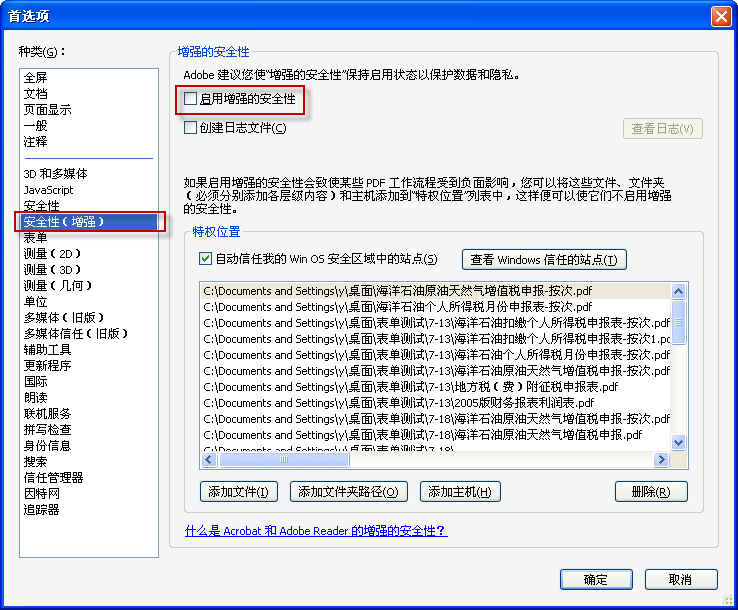 首选项
种类(G)：
全屏
文档
页面显示
一般
注释
3D 和多媒体
JavaScript
安全性
安全性（增强）
表单
测量（2D）
测量（3D）
测量（几何）
单位
多媒体（旧版）
多媒体信任（旧版）
辅助工具
更新程序
国际
朗读
联机服务
拼写检查
身份信息
搜索
信任管理器
因特网
追踪器
增强的安全性
Adobe 建议您使“增强的安全性”保持启用状态以保护数据和隐私。
启用增强的安全性
创建日志文件(C)
查看日志(V)
如果启用增强的安全性会致使某些 PDF 工作流程受到负面影响，您可以将这些文件、文件夹
（必须分别添加各层级内容）和主机添加到“特权位置”列表中，这样便可以使它们不启用增强
的安全性。
特权位置
自动信任我的 Win OS 安全区域中的站点(S)
查看 Windows 信任的站点(T)
C:\Documents and Settings\y\桌面\海洋石油原油天然气增值税申报-按次.pdf
C:\Documents and Settings\y\桌面\海洋石油个人所得税月份申报表-按次.pdf
C:\Documents and Settings\y\桌面\表单测试\7-13\海洋石油扣缴个人所得税申报表-按次.pdf
C:\Documents and Settings\y\桌面\表单测试\7-13\海洋石油扣缴个人所得税申报表-按次1.pd
C:\Documents and Settings\y\桌面\表单测试\7-13\海洋石油个人所得税月份申报表-按次.pdf
C:\Documents and Settings\y\桌面\表单测试\7-13\海洋石油原油天然气增值税申报-按次.pdf
C:\Documents and Settings\y\桌面\表单测试\7-13\地方税（费）附征税申报表.pdf
C:\Documents and Settings\y\桌面\表单测试\7-13\2005版财务报表利润表.pdf
C:\Documents and Settings\y\桌面\表单测试\7-18\海洋石油原油天然气增值税申报-按次.pdf
C:\Documents and Settings\y\桌面\表单测试\7-18\海洋石油原油天然气增值税申报.pdf
C:\Documents and Settings\y\桌面\表单测试\7-18\
添加文件(I)
添加文件夹路径(O)
添加主机(H)
删除(R)
什么是 Acrobat 和 Adobe Reader 的增强的安全性？
确定
取消